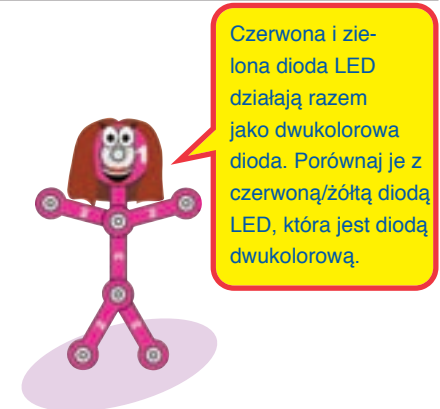 Czerwona i zie-
lona dioda LED
działają razem
jako dwukolorowa
dioda. Porównaj je z
czerwoną/żółtą diodą
LED, która jest diodą
dwukolorową.